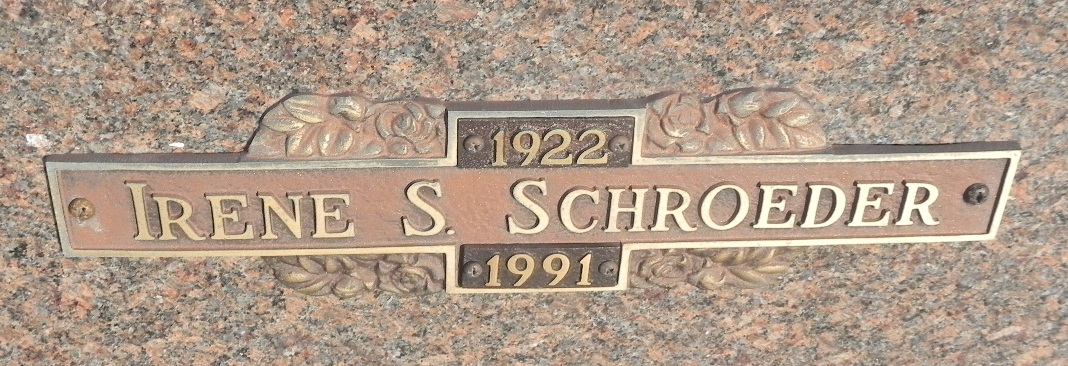 1922
IRENE S. SCHROEDER
1991